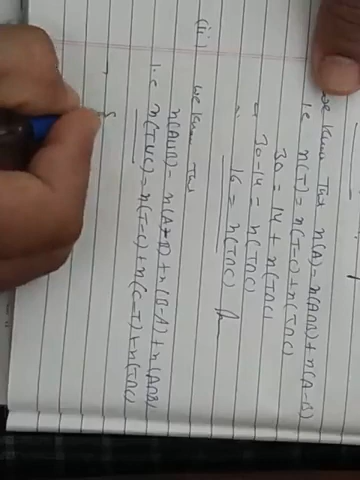 we know that n(A) = n(A∩B) + n(A-B)
i.e n(T) = n(T-C) + n(T∩C)
30 = 14 + n(T∩C)
30-14 = n(T∩C)
16 = n(T∩C)
(ii) we know that
n(A∪B) = n(A-B) + n(B-A) + n(A∩B)
i.e n(T∪C) = n(T-C) + n(C-T) + n(T∩C)